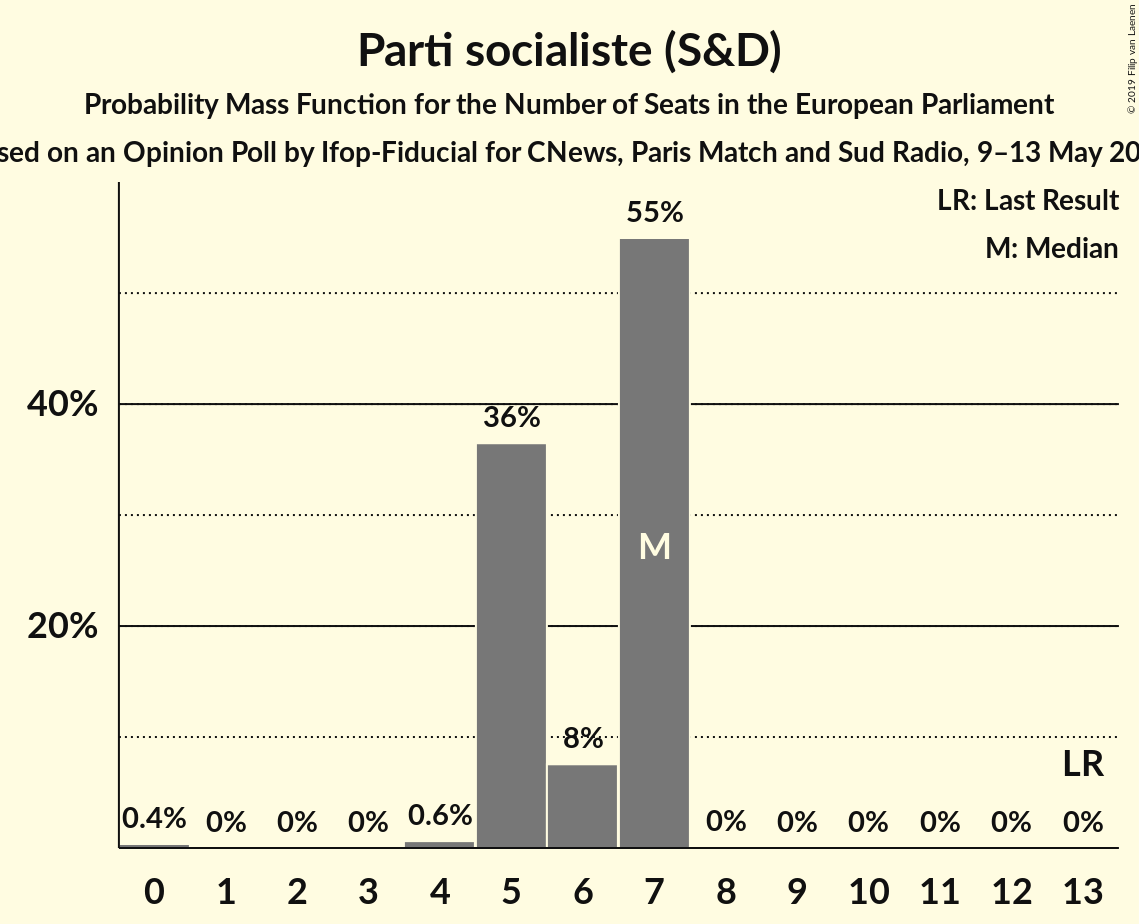 Parti socialiste (S&D)
Probability Mass Function for the Number of Seats in the European Parliament
on an Opinion Poll by Ifop-Fiducial for CNews, Paris Match and Sud Radio, 9–13 May
© 2019 Filip van Laenen
LR: Last Result
M: Median
55%
40%
36%
M
20%
8%
LR
0.4% 0% 0% 0% 0.6% 0% 0% 0% 0% 0% 0%
0 1 2 3 4 5 6 7 8 9 10 11 12 13